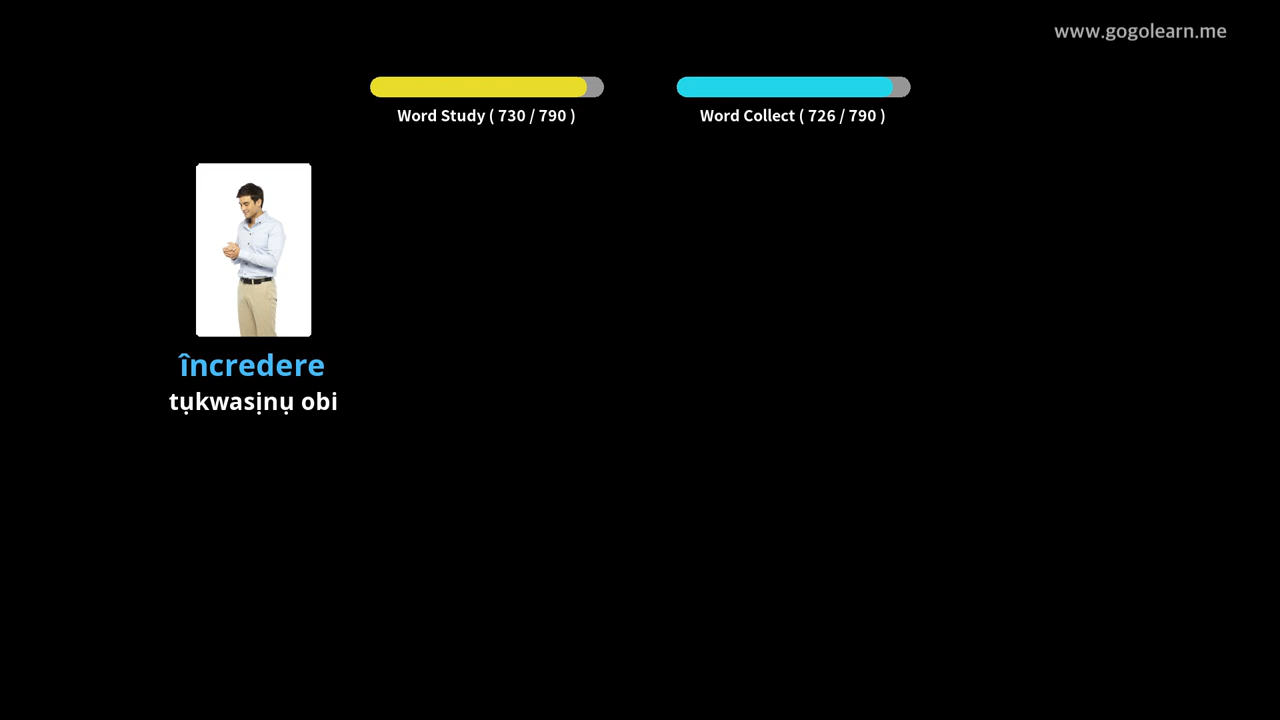 www.gogolearn.me
Word Study ( 730 / 790 )
Word Collect ( 726 / 790 )
încredere
tụkwasịnụ obi